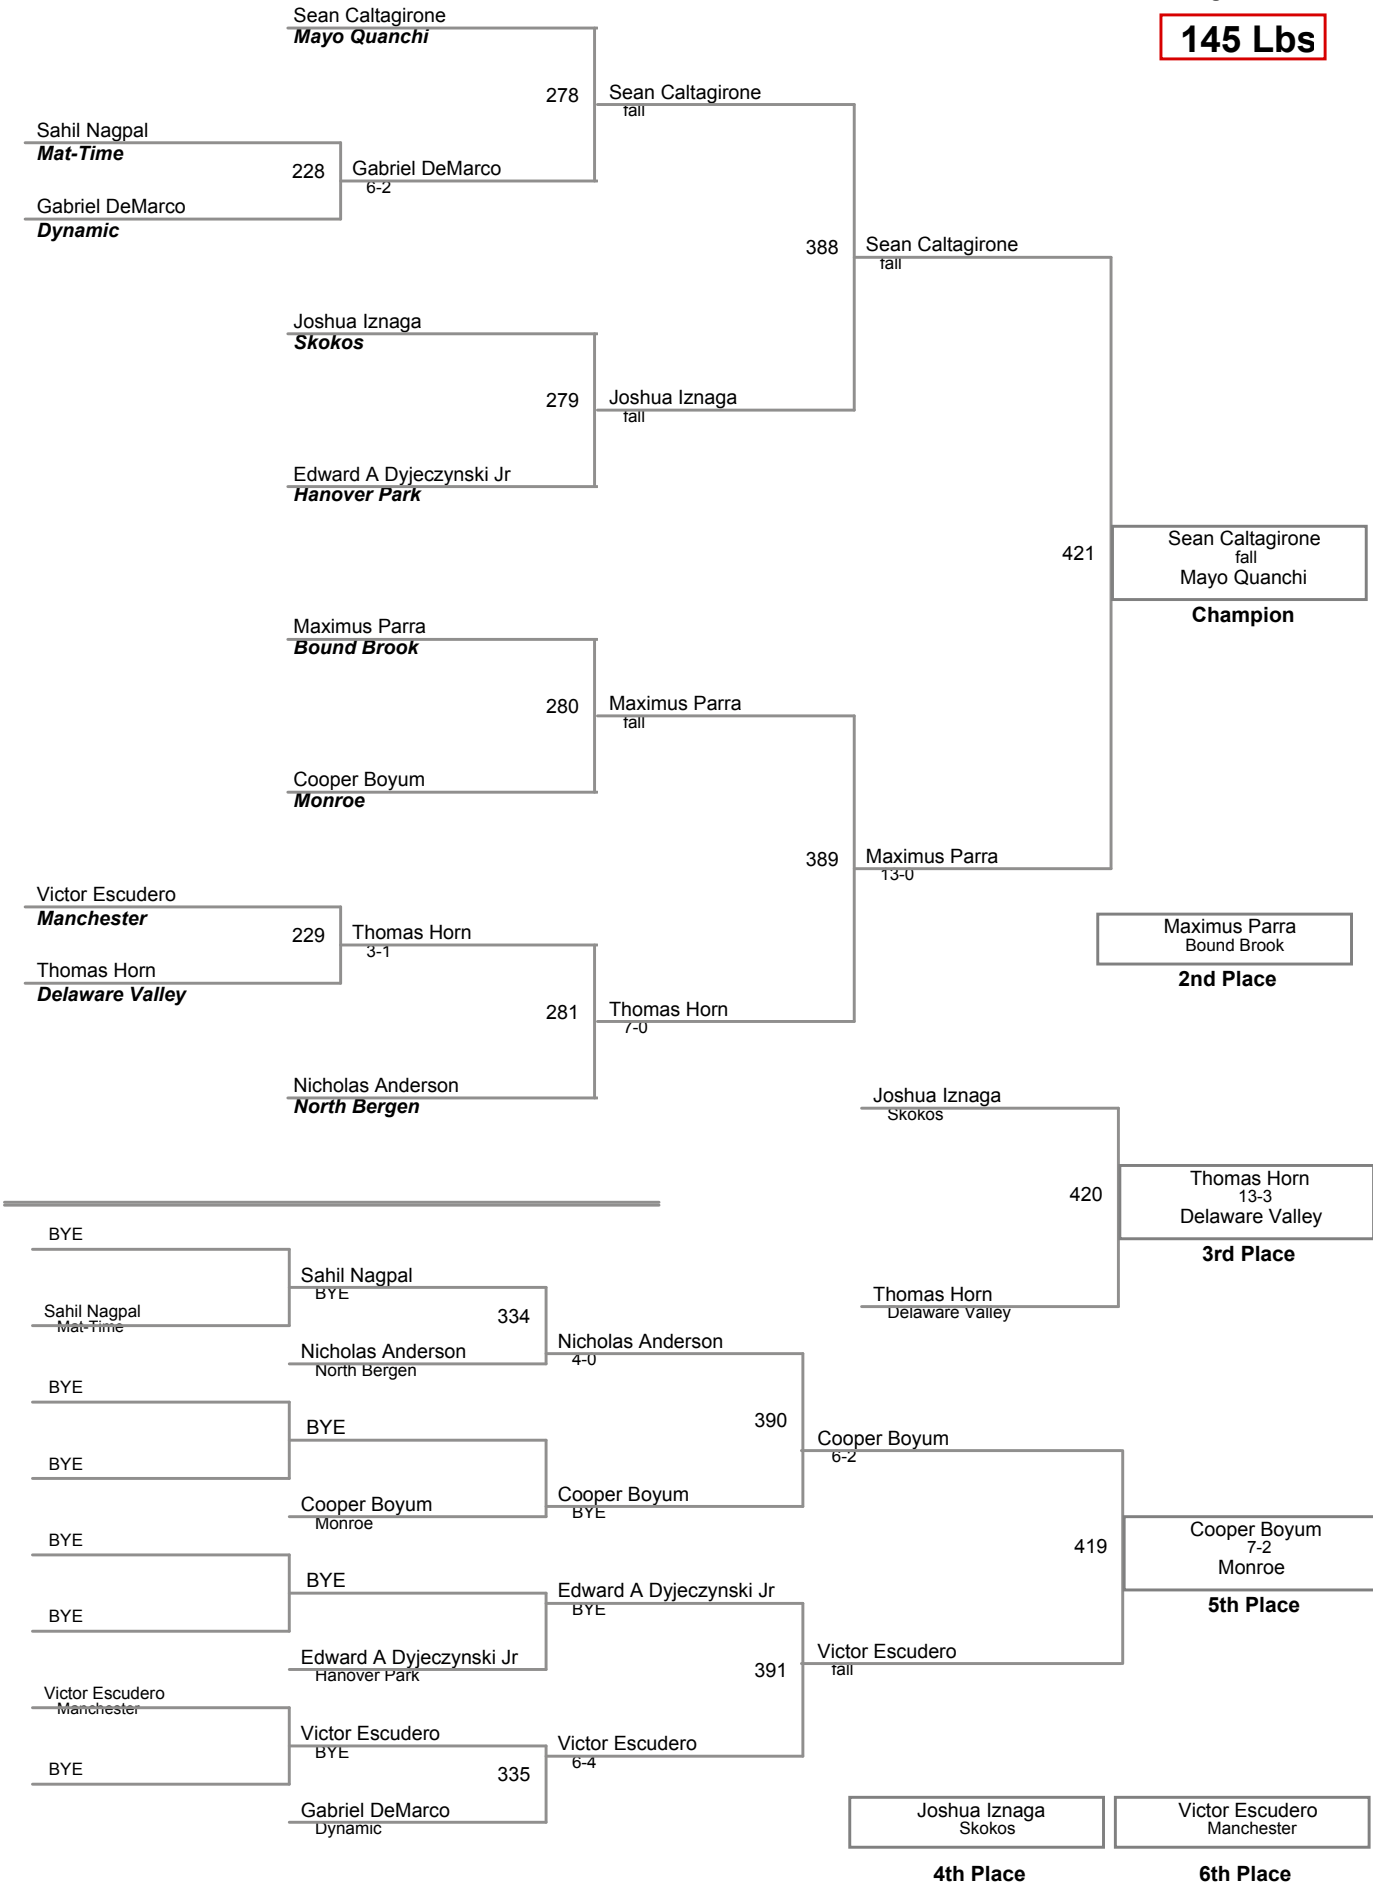 145 Lbs
Sean Caltagirone
Mayo Quanchi
278
Sean Caltagirone
fall
Sahil Nagpal
Mat-Time
228
Gabriel DeMarco
6-2
Gabriel DeMarco
Dynamic
388
Sean Caltagirone
fall
Joshua Iznaga
Skokos
279
Joshua Iznaga
fall
Edward A Dyjeczynski Jr
Hanover Park
421
Sean Caltagirone
fall
Mayo Quanchi
Champion
Maximus Parra
Bound Brook
280
Maximus Parra
fall
Cooper Boyum
Monroe
389
Maximus Parra
13-0
Victor Escudero
Manchester
229
Thomas Horn
3-1
Thomas Horn
Delaware Valley
281
Thomas Horn
7-0
Nicholas Anderson
North Bergen
Maximus Parra
Bound Brook
2nd Place
Joshua Iznaga
Skokos
420
Thomas Horn
13-3
Delaware Valley
3rd Place
Thomas Horn
Delaware Valley
BYE
Sahil Nagpal
BYE
Sahil Nagpal
Mat-Time
334
Nicholas Anderson
North Bergen
Nicholas Anderson
4-0
BYE
BYE
BYE
390
Cooper Boyum
6-2
Cooper Boyum
Monroe
Cooper Boyum
BYE
BYE
BYE
BYE
Edward A Dyjeczynski Jr
BYE
419
Cooper Boyum
7-2
Monroe
5th Place
Edward A Dyjeczynski Jr
Hanover Park
391
Victor Escudero
fall
Victor Escudero
Manchester
Victor Escudero
BYE
BYE
335
Victor Escudero
6-4
Gabriel DeMarco
Dynamic
Joshua Iznaga
Skokos
4th Place
Victor Escudero
Manchester
6th Place